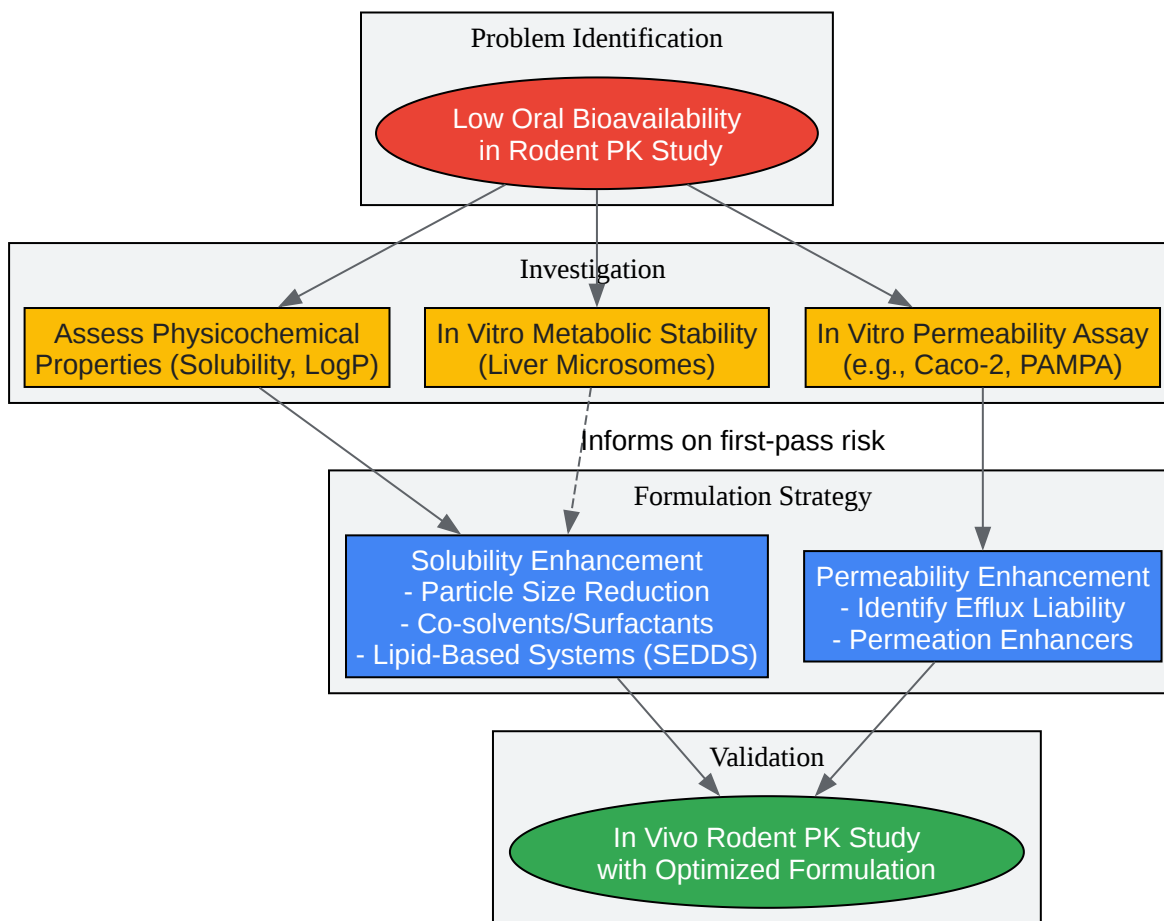 Problem Identification
Low Oral Bioavailability
in Rodent PK Study
Investigation
Assess Physicochemical
Properties (Solubility, LogP)
In Vitro Metabolic Stability
(Liver Microsomes)
In Vitro Permeability Assay
(e.g., Caco-2, PAMPA)
Informs on first-pass risk
Formulation Strategy
Solubility Enhancement
- Particle Size Reduction
- Co-solvents/Surfactants
- Lipid-Based Systems (SEDDS)
Permeability Enhancement
- Identify Efflux Liability
- Permeation Enhancers
Validation
In Vivo Rodent PK Study
with Optimized Formulation